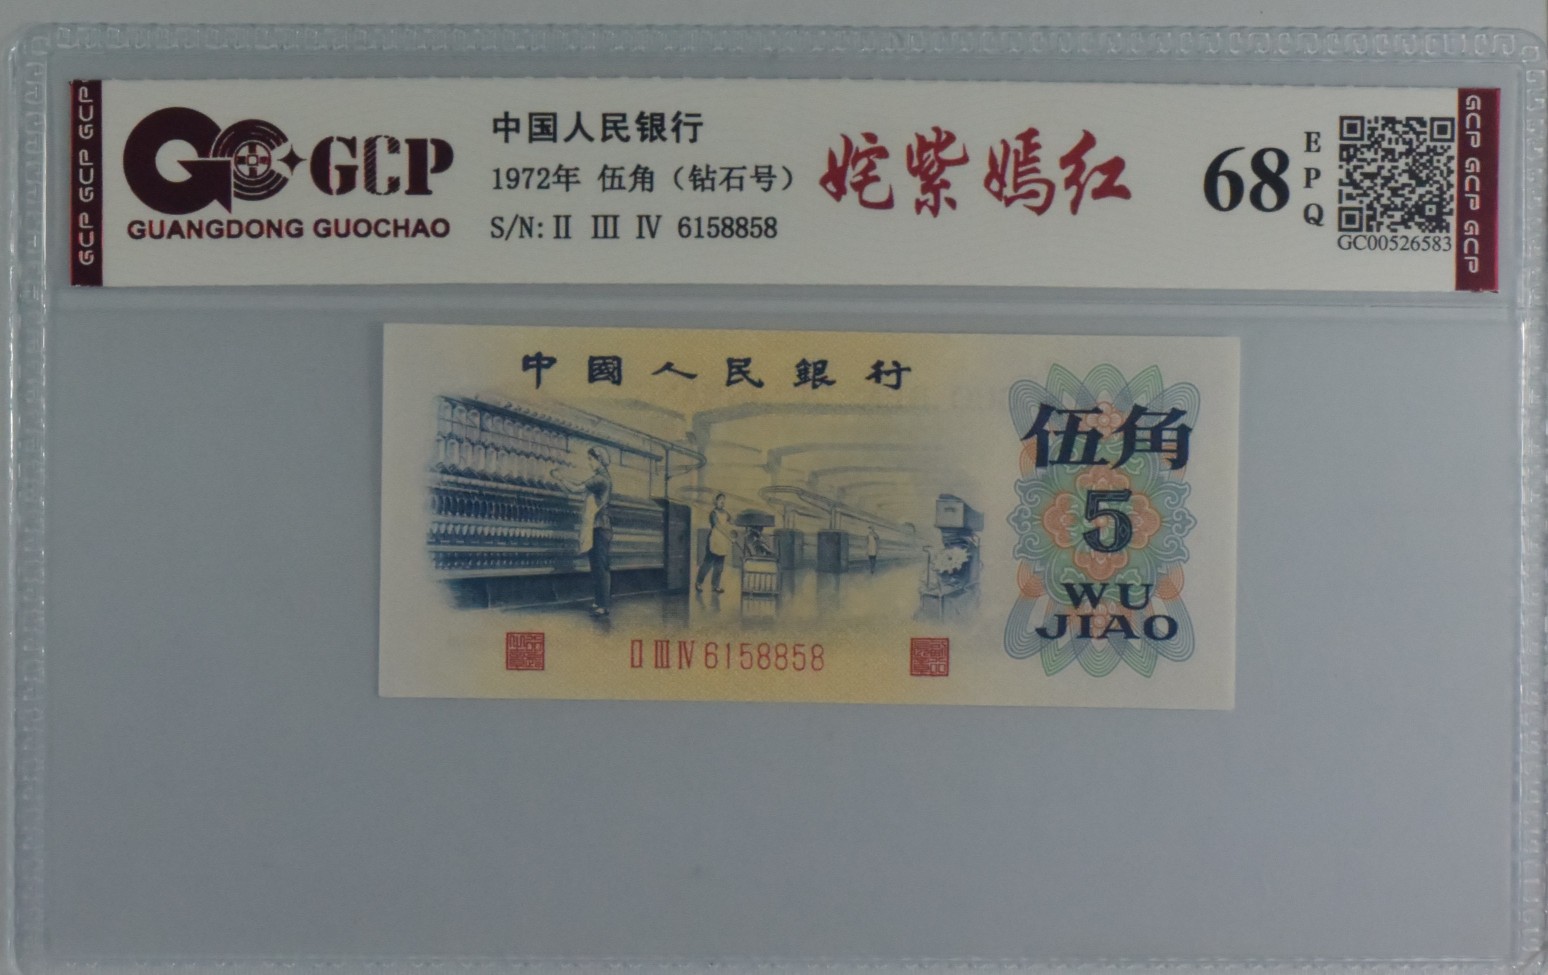 GCP GCP GCP
GCP
GUANGDONG GUOCHAO
中国人民银行
1972年 伍角（钻石号）
S/N: II III IV 6158858
姹紫嫣红
68
EPQ
GC00526583
GCP GCP GCP
中國人民銀行
伍角
5
WU
JIAO
II III IV 6158858